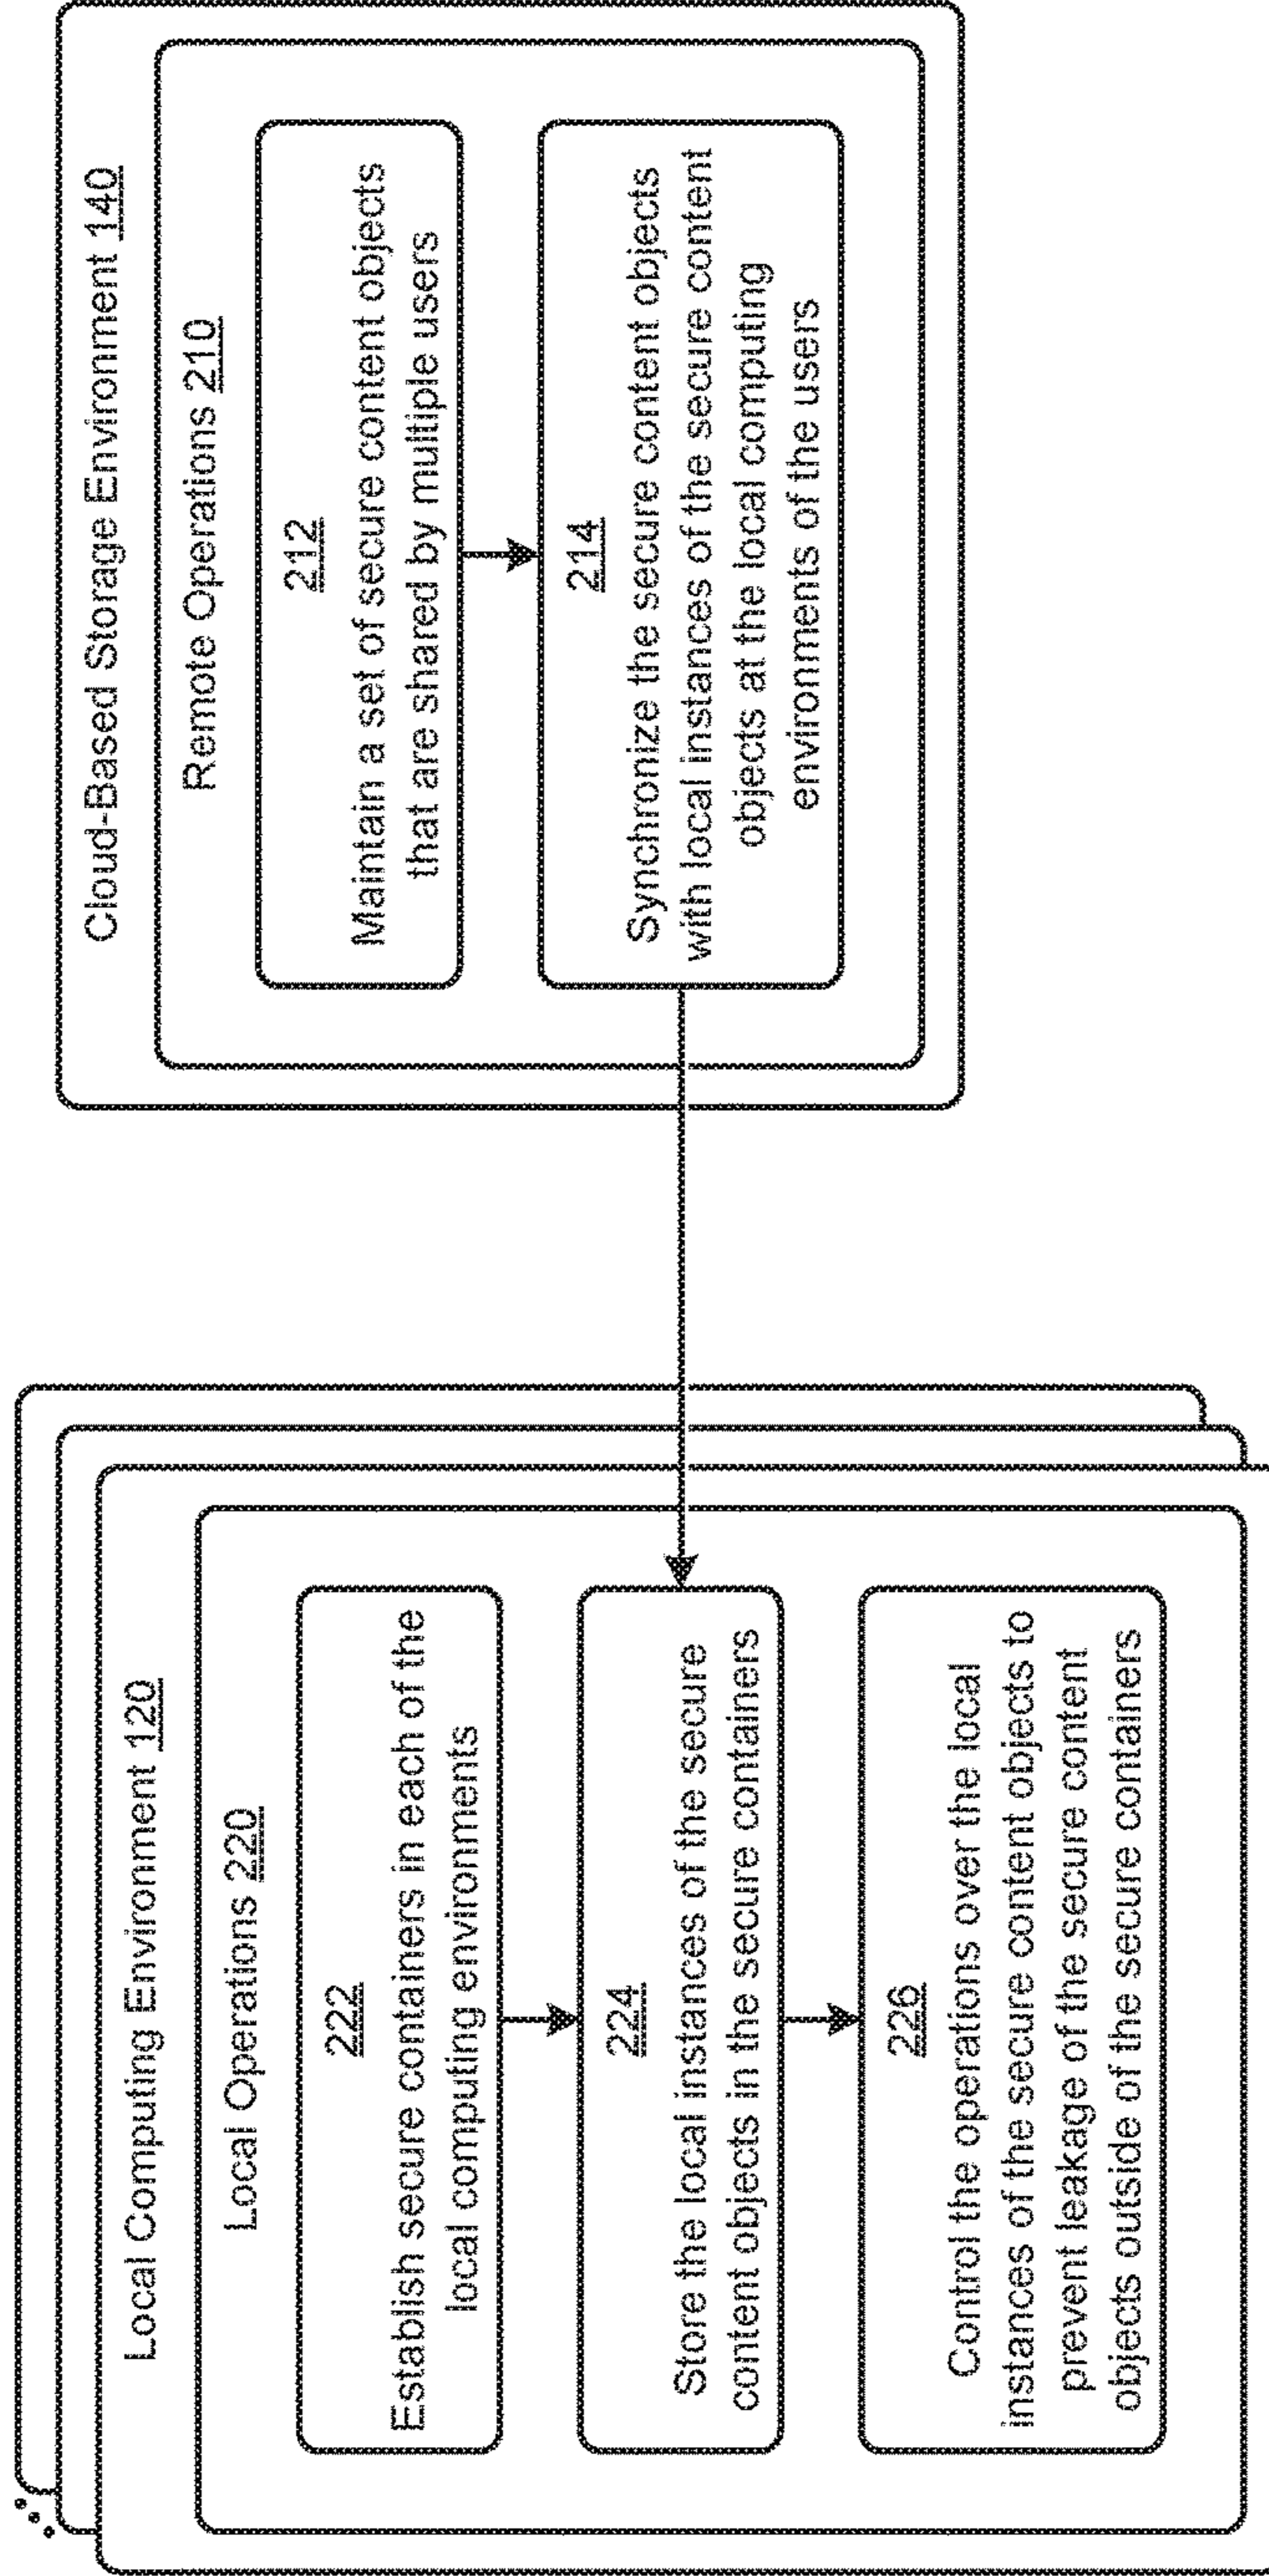 Local Computing Environment 120
Local Operations 220
222
Establish secure containers in each of the
local computing environments
224
Store the local instances of the secure
content objects in the secure containers
226
Control the operations over the local
instances of the secure content objects to
prevent leakage of the secure content
objects outside of the secure containers
Cloud-Based Storage Environment 140
Remote Operations 210
212
Maintain a set of secure content objects
that are shared by multiple users
214
Synchronize the secure content objects
with local instances of the secure content
objects at the local computing
environments of the users